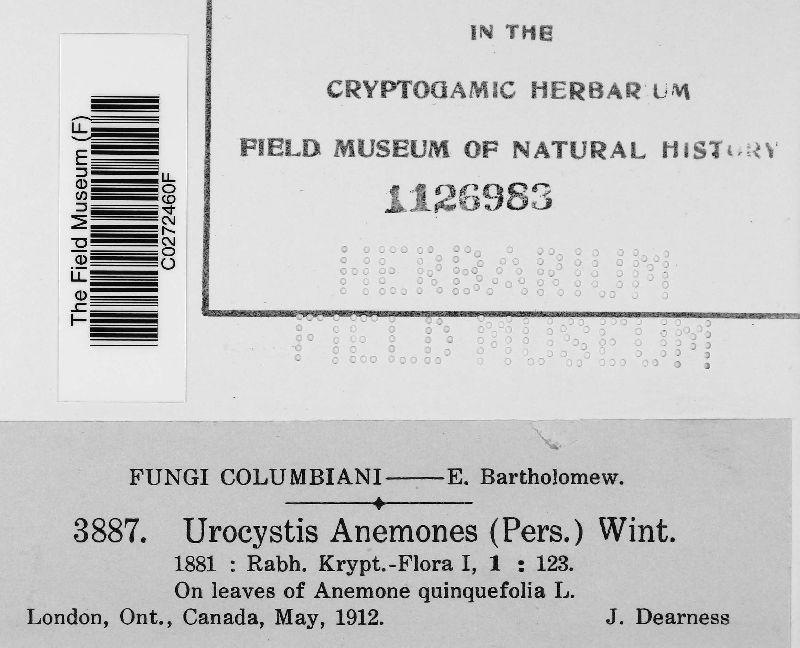 IN THE
CRYPTOGAMIC HERBARIUM
FIELD MUSEUM OF NATURAL HISTORY
1126983
HERBARIUM
FIELD MUSEUM
The Field Museum (F)
C0272460F
FUNGI COLUMBIANI——E. Bartholomew.
3887. Urocystis Anemones (Pers.) Wint.
1881 : Rabh. Krypt.-Flora I, 1 : 123.
On leaves of Anemone quinquefolia L.
London, Ont., Canada, May, 1912. J. Dearness